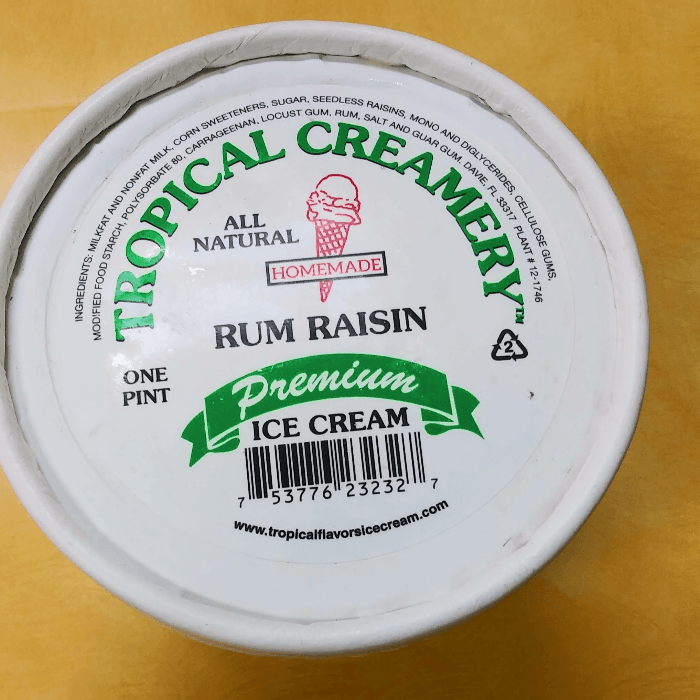 INGREDIENTS: MILKFAT AND NONFAT MILK, CORN SWEETENERS, SUGAR, SEEDLESS RAISINS, MONO AND DIGLYCERIDES, CELLULOSE GUMS,
MODIFIED FOOD STARCH, POLYSORBATE 80, CARRAGEENAN, LOCUST GUM, RUM, SALT AND GUAR GUM. DAVIE, FL 33317 PLANT # 12-1746
TROPICAL CREAMERY™
ALL
NATURAL
HOMEMADE
RUM RAISIN
2
ONE
PINT
Premium
ICE CREAM
7 53776 23232 7
www.tropicalflavorsicecream.com